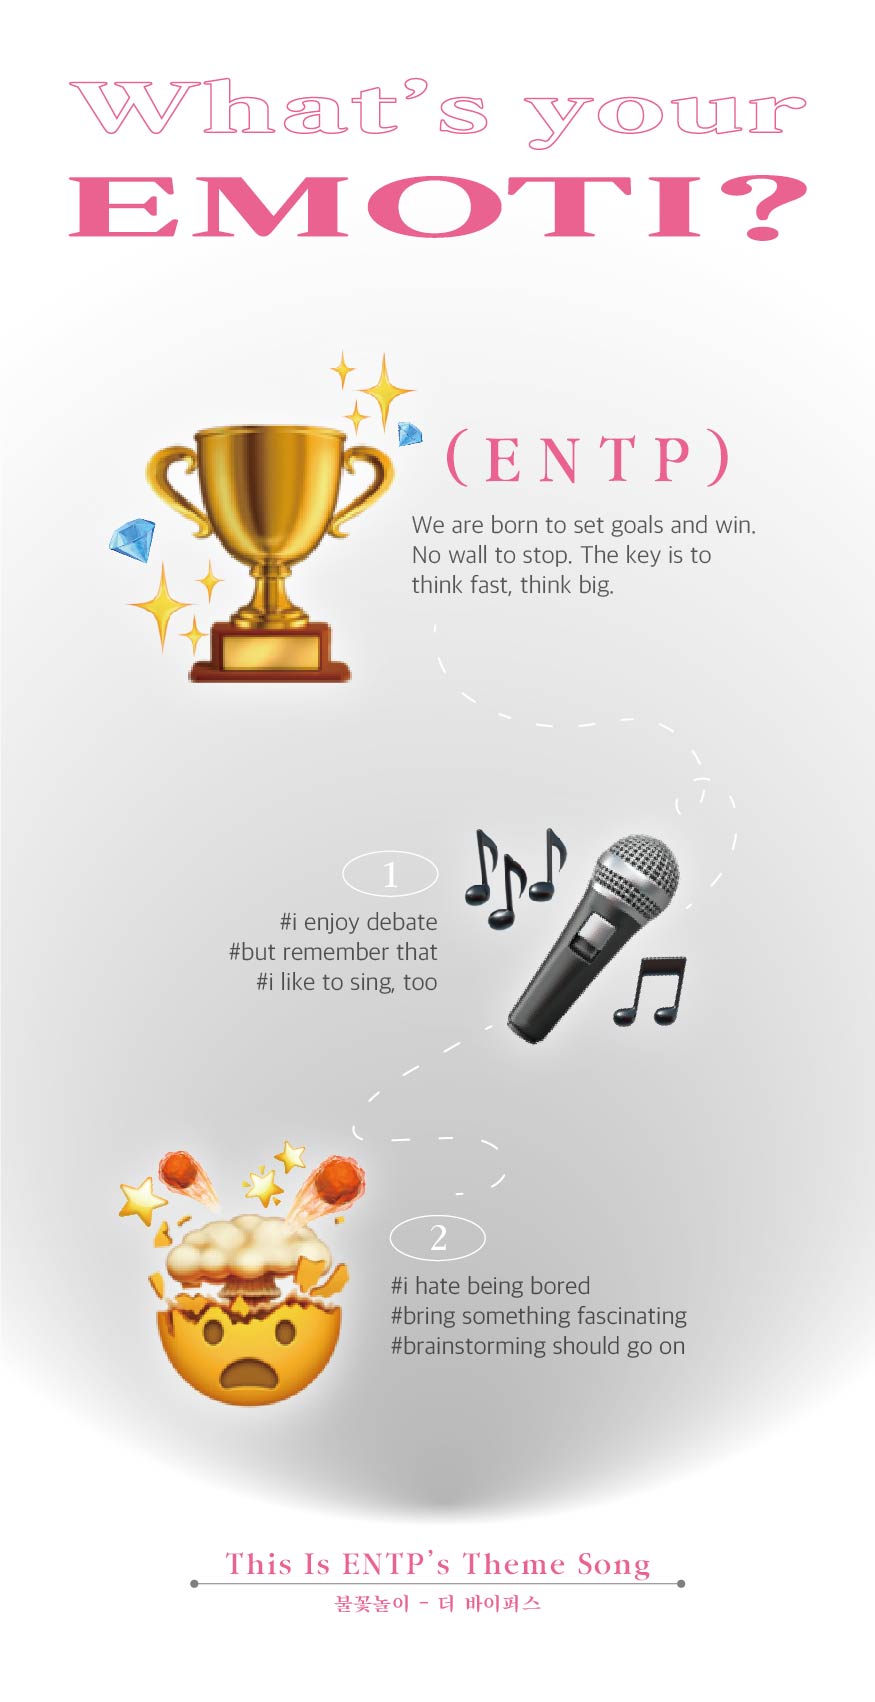 What's your
EMOTI?
(ENTP)
We are born to set goals and win.
No wall to stop. The key is to
think fast, think big.
1
#i enjoy debate
#but remember that
#i like to sing, too
2
#i hate being bored
#bring something fascinating
#brainstorming should go on
This Is ENTP's Theme Song
불꽃놀이 - 더 바이퍼스